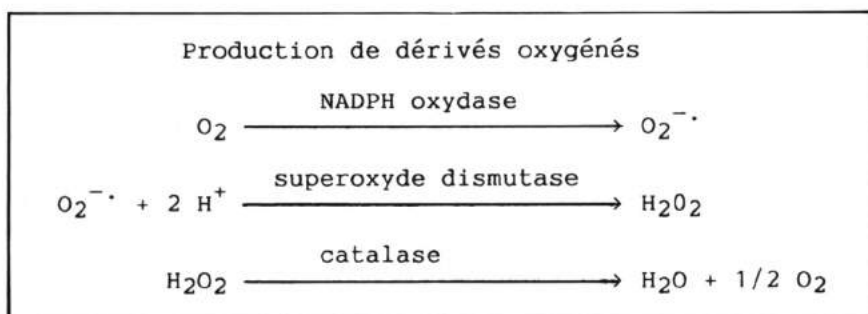 Production de dérivés oxygénés
NADPH oxydase
O₂ ⟶ O₂⁻·
superoxyde dismutase
O₂⁻· + 2 H⁺ ⟶ H₂O₂
catalase
H₂O₂ ⟶ H₂O + 1/2 O₂